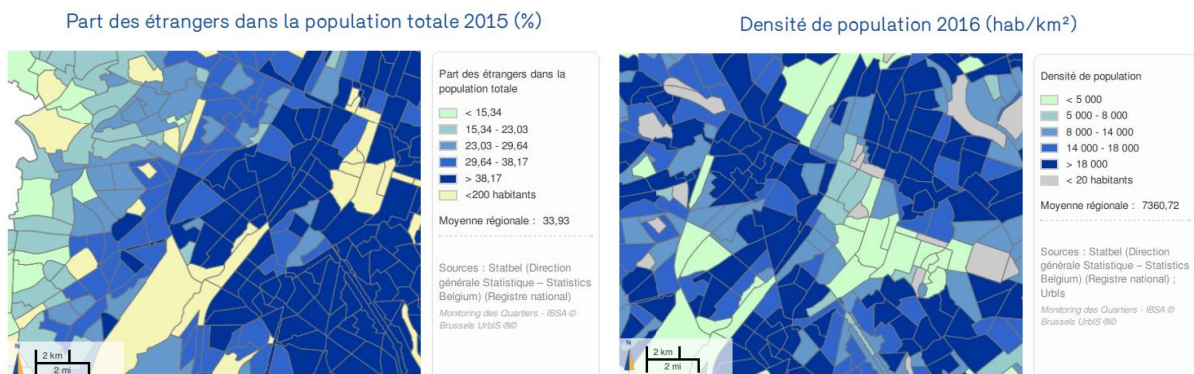 Part des étrangers dans la population totale 2015 (%)
Part des étrangers dans la
population totale
< 15,34
15,34 - 23,03
23,03 - 29,64
29,64 - 38,17
> 38,17
<200 habitants
Moyenne régionale : 33,93
Sources : Statbel (Direction
générale Statistique – Statistics
Belgium) (Registre national)
Monitoring des Quartiers - IBSA ©
Brussels UrbIS ®©
N
2 km
2 mi
Densité de population 2016 (hab/km²)
Densité de population
< 5 000
5 000 - 8 000
8 000 - 14 000
14 000 - 18 000
> 18 000
< 20 habitants
Moyenne régionale : 7360,72
Sources : Statbel (Direction
générale Statistique – Statistics
Belgium) (Registre national) ;
UrbIs
Monitoring des Quartiers - IBSA ©
Brussels UrbIS ®©
N
2 km
2 mi